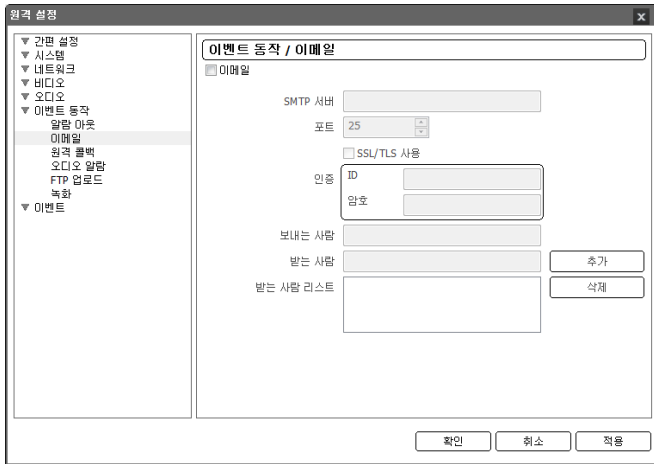 원격 설정
x
간편 설정
시스템
네트워크
비디오
오디오
이벤트 동작
알람 아웃
이메일
원격 콜백
오디오 알람
FTP 업로드
녹화
이벤트
이벤트 동작 / 이메일
이메일
SMTP 서버
포트 25
SSL/TLS 사용
인증 ID
암호
보내는 사람
받는 사람 추가
받는 사람 리스트 삭제
확인 취소 적용